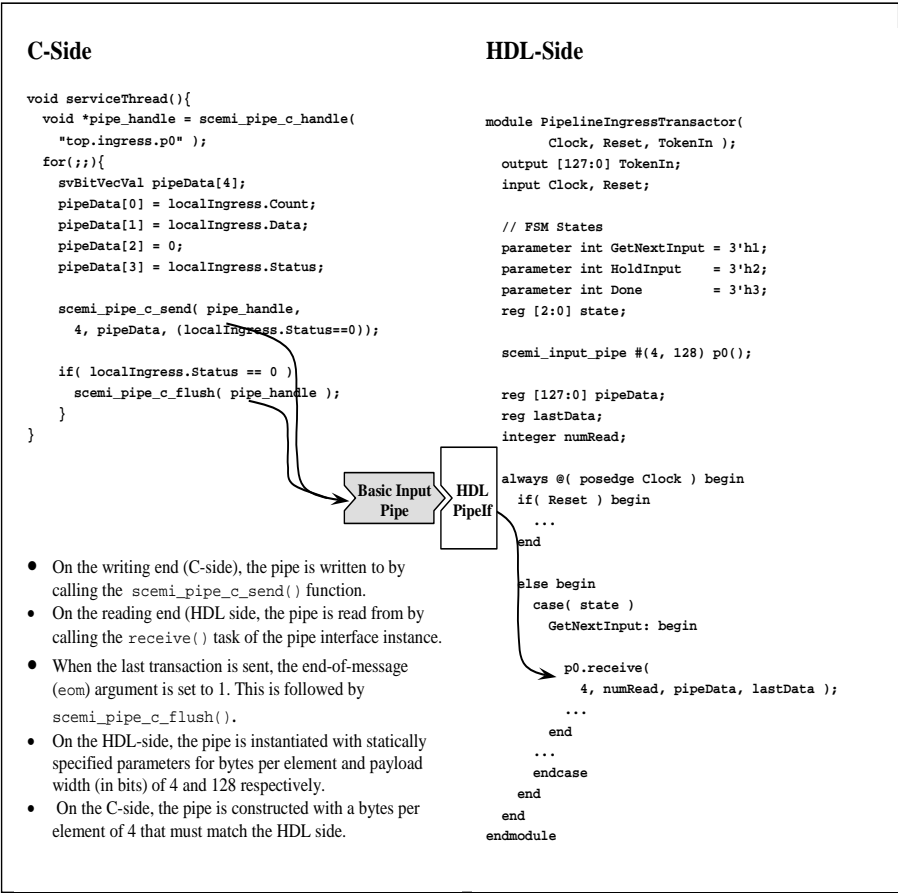 C-Side
void serviceThread(){
void *pipe_handle = scemi_pipe_c_handle(
"top.ingress.p0" );
for(;;){
svBitVecVal pipeData[4];
pipeData[0] = localIngress.Count;
pipeData[1] = localIngress.Data;
pipeData[2] = 0;
pipeData[3] = localIngress.Status;
scemi_pipe_c_send( pipe_handle,
4, pipeData, (localIngress.Status==0));
if( localIngress.Status == 0 )
scemi_pipe_c_flush( pipe_handle );
}
}
HDL-Side
module PipelineIngressTransactor(
Clock, Reset, TokenIn );
output [127:0] TokenIn;
input Clock, Reset;
// FSM States
parameter int GetNextInput = 3'h1;
parameter int HoldInput = 3'h2;
parameter int Done = 3'h3;
reg [2:0] state;
scemi_input_pipe #(4, 128) p0();
reg [127:0] pipeData;
reg lastData;
integer numRead;
always @( posedge Clock ) begin
if( Reset ) begin
...
end
else begin
case( state )
GetNextInput: begin
p0.receive(
4, numRead, pipeData, lastData );
...
end
...
endcase
end
end
endmodule
Basic Input
Pipe
HDL
PipeIf
• On the writing end (C-side), the pipe is written to by
calling the scemi_pipe_c_send() function.
• On the reading end (HDL side, the pipe is read from by
calling the receive() task of the pipe interface instance.
• When the last transaction is sent, the end-of-message
(eom) argument is set to 1. This is followed by
scemi_pipe_c_flush().
• On the HDL-side, the pipe is instantiated with statically
specified parameters for bytes per element and payload
width (in bits) of 4 and 128 respectively.
• On the C-side, the pipe is constructed with a bytes per
element of 4 that must match the HDL side.